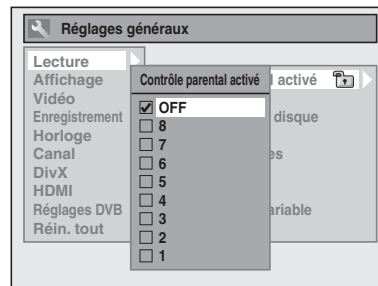 Réglages généraux
Lecture
Affichage
Vidéo
Enregistrement
Horloge
Canal
DivX
HDMI
Réglages DVB
Réin. tout
Contrôle parental activé
OFF
8
7
6
5
4
3
2
1
activé
disque
es
ariable